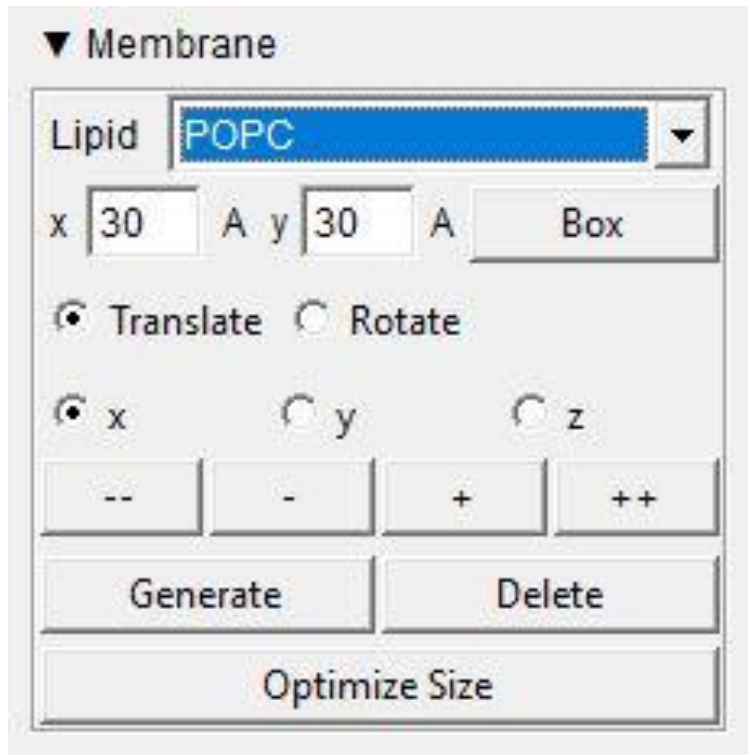 ▼ Membrane
Lipid POPC
x 30 A y 30 A Box
Translate Rotate
x y z
-- - + ++
Generate Delete
Optimize Size